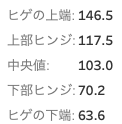 ヒゲの上端: 146.5
上部ヒンジ: 117.5
中央値: 103.0
下部ヒンジ: 70.2
ヒゲの下端: 63.6